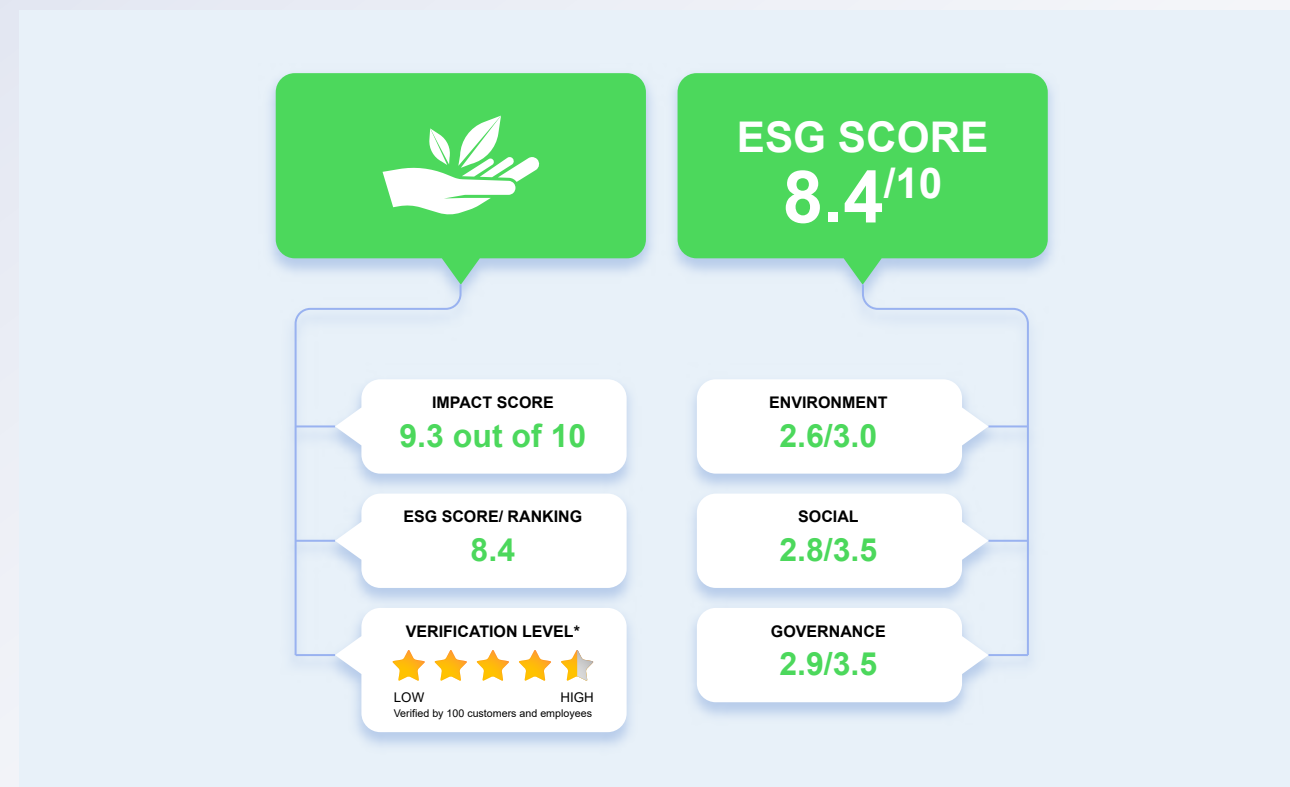 ESG SCORE
8.4/10
IMPACT SCORE
9.3 out of 10
ESG SCORE/ RANKING
8.4
VERIFICATION LEVEL*
LOW HIGH
Verified by 100 customers and employees
ENVIRONMENT
2.6/3.0
SOCIAL
2.8/3.5
GOVERNANCE
2.9/3.5